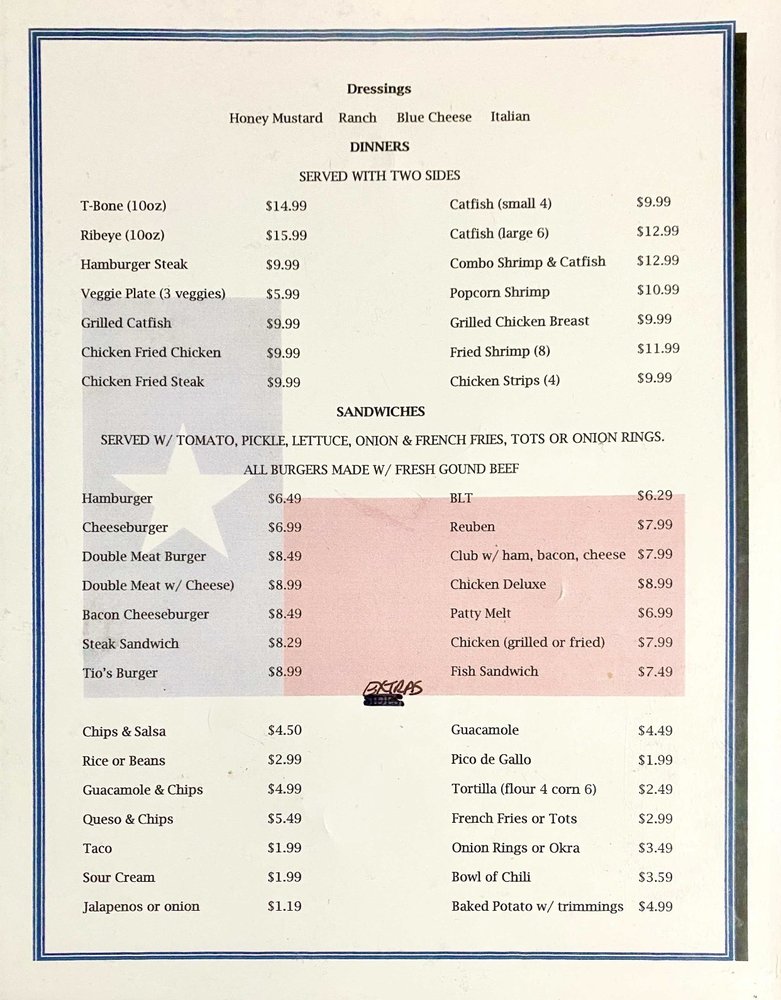 Dressings
Honey Mustard Ranch Blue Cheese Italian
DINNERS
SERVED WITH TWO SIDES
T-Bone (10oz) $14.99 Catfish (small 4) $9.99
Ribeye (10oz) $15.99 Catfish (large 6) $12.99
Hamburger Steak $9.99 Combo Shrimp & Catfish $12.99
Veggie Plate (3 veggies) $5.99 Popcorn Shrimp $10.99
Grilled Catfish $9.99 Grilled Chicken Breast $9.99
Chicken Fried Chicken $9.99 Fried Shrimp (8) $11.99
Chicken Fried Steak $9.99 Chicken Strips (4) $9.99
SANDWICHES
SERVED W/ TOMATO, PICKLE, LETTUCE, ONION & FRENCH FRIES, TOTS OR ONION RINGS.
ALL BURGERS MADE W/ FRESH GOUND BEEF
Hamburger $6.49 BLT $6.29
Cheeseburger $6.99 Reuben $7.99
Double Meat Burger $8.49 Club w/ ham, bacon, cheese $7.99
Double Meat w/ Cheese) $8.99 Chicken Deluxe $8.99
Bacon Cheeseburger $8.49 Patty Melt $6.99
Steak Sandwich $8.29 Chicken (grilled or fried) $7.99
Tio's Burger $8.99 Fish Sandwich $7.49
EXTRAS
Chips & Salsa $4.50 Guacamole $4.49
Rice or Beans $2.99 Pico de Gallo $1.99
Guacamole & Chips $4.99 Tortilla (flour 4 corn 6) $2.49
Queso & Chips $5.49 French Fries or Tots $2.99
Taco $1.99 Onion Rings or Okra $3.49
Sour Cream $1.99 Bowl of Chili $3.59
Jalapenos or onion $1.19 Baked Potato w/ trimmings $4.99